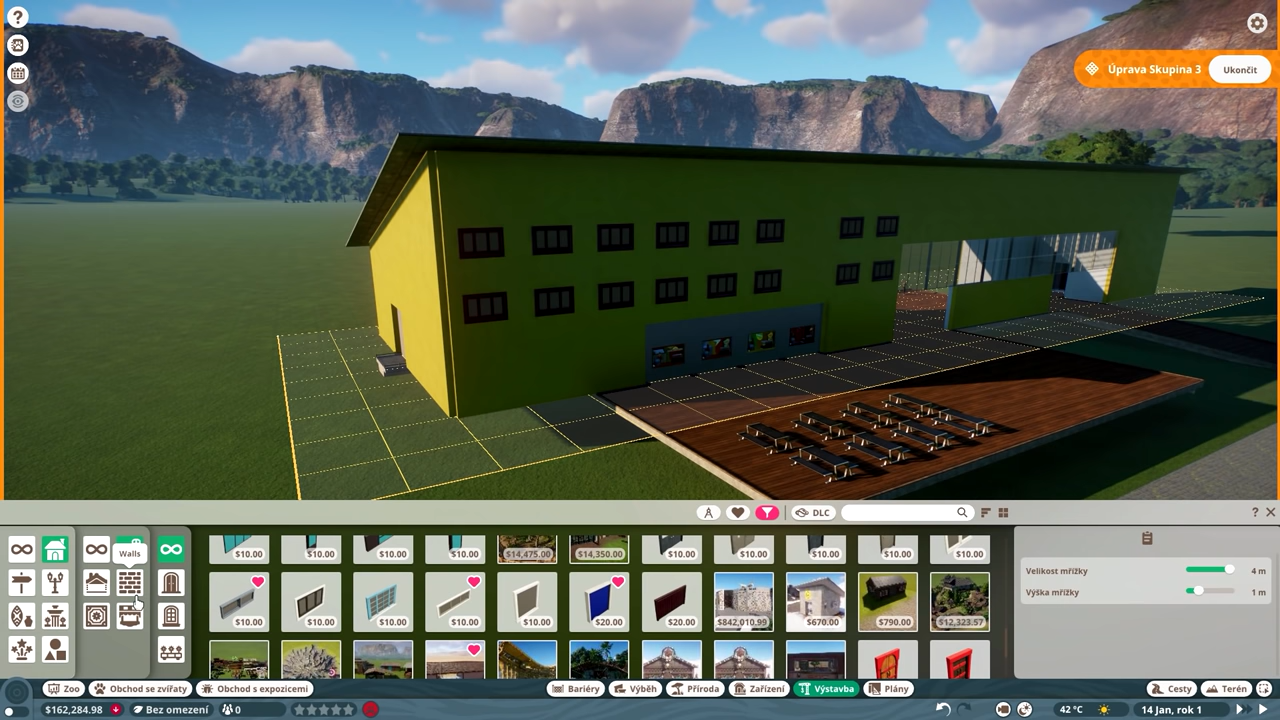 ?
Úprava Skupina 3
Ukončit
DLC
? ×
Walls
$10.00 $10.00 $10.00 $10.00 $14,475.00 $14,350.00 $10.00 $10.00 $10.00 $10.00 $10.00
$10.00 $10.00 $10.00 $10.00 $10.00 $20.00 $20.00 $842,010.99 $670.00 $790.00 $12,323.57
Velikost mřížky 4 m
Výška mřížky 1 m
Zoo Obchod se zvířaty Obchod s expozicemi Bariéry Výběh Příroda Zařízení Výstavba Plány Cesty Terén
$162,284.98 Bez omezení 0 42 °C 14 Jan, rok 1